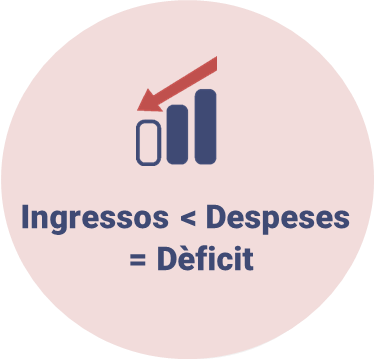 Ingressos < Despeses
= Dèficit